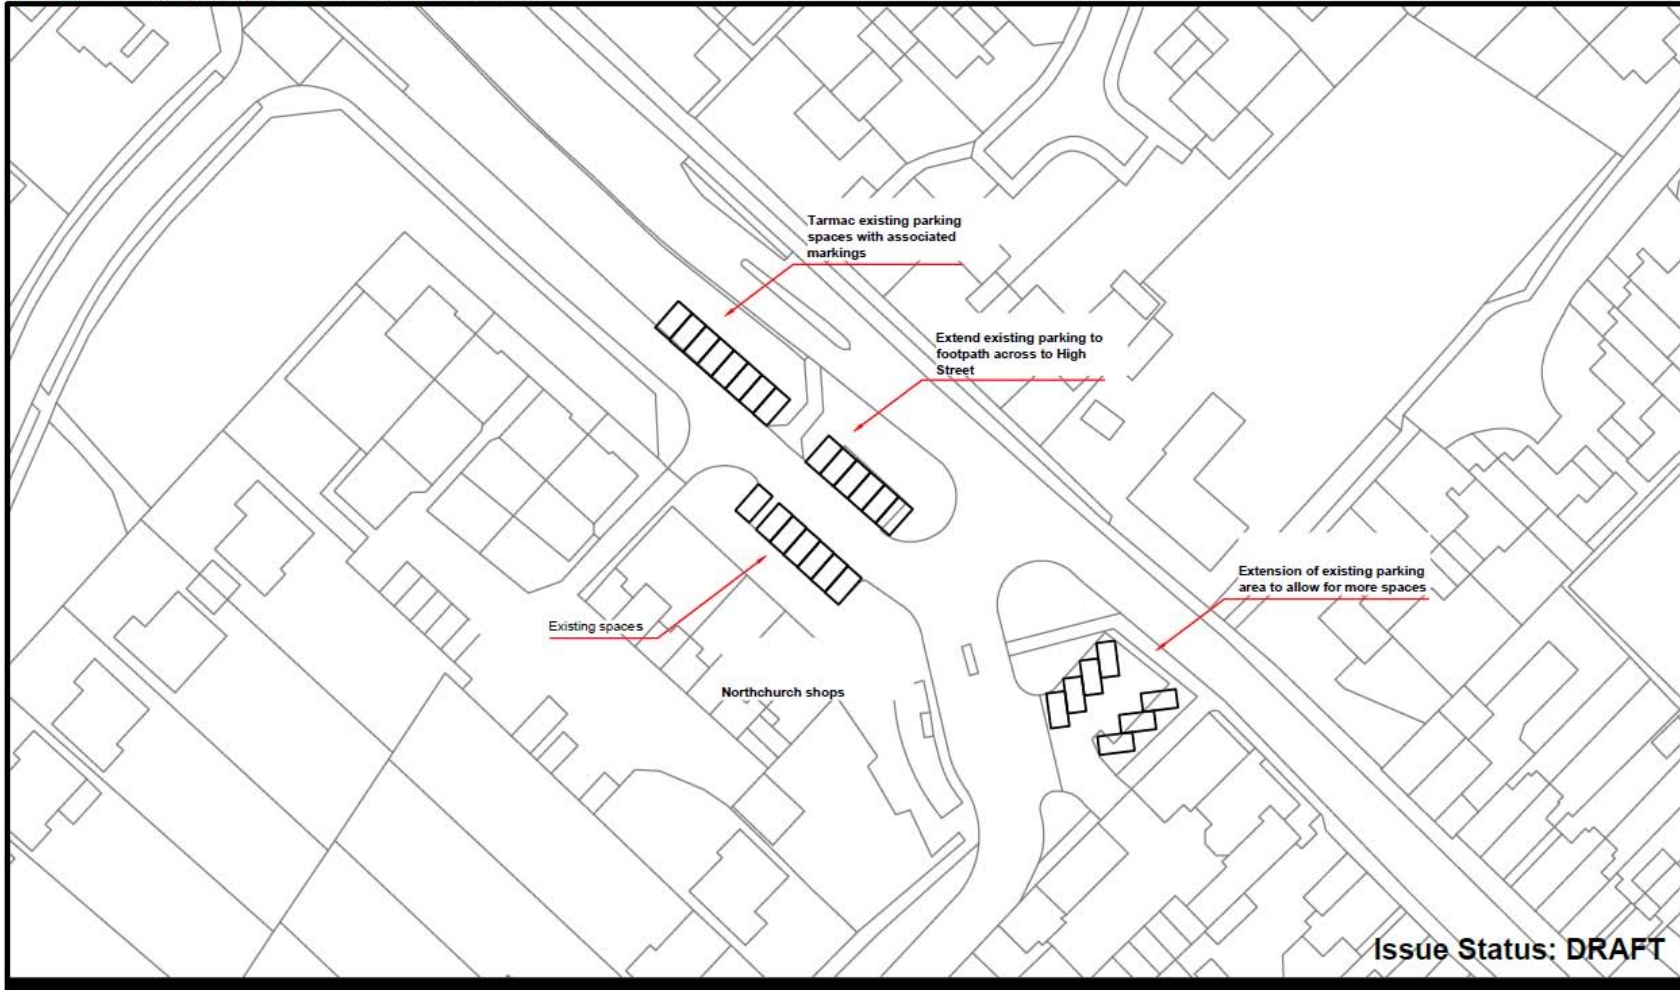 Tarmac existing parking
spaces with associated
markings
Extend existing parking to
footpath across to High
Street
Extension of existing parking
area to allow for more spaces
Existing spaces
Northchurch shops
Issue Status: DRAFT